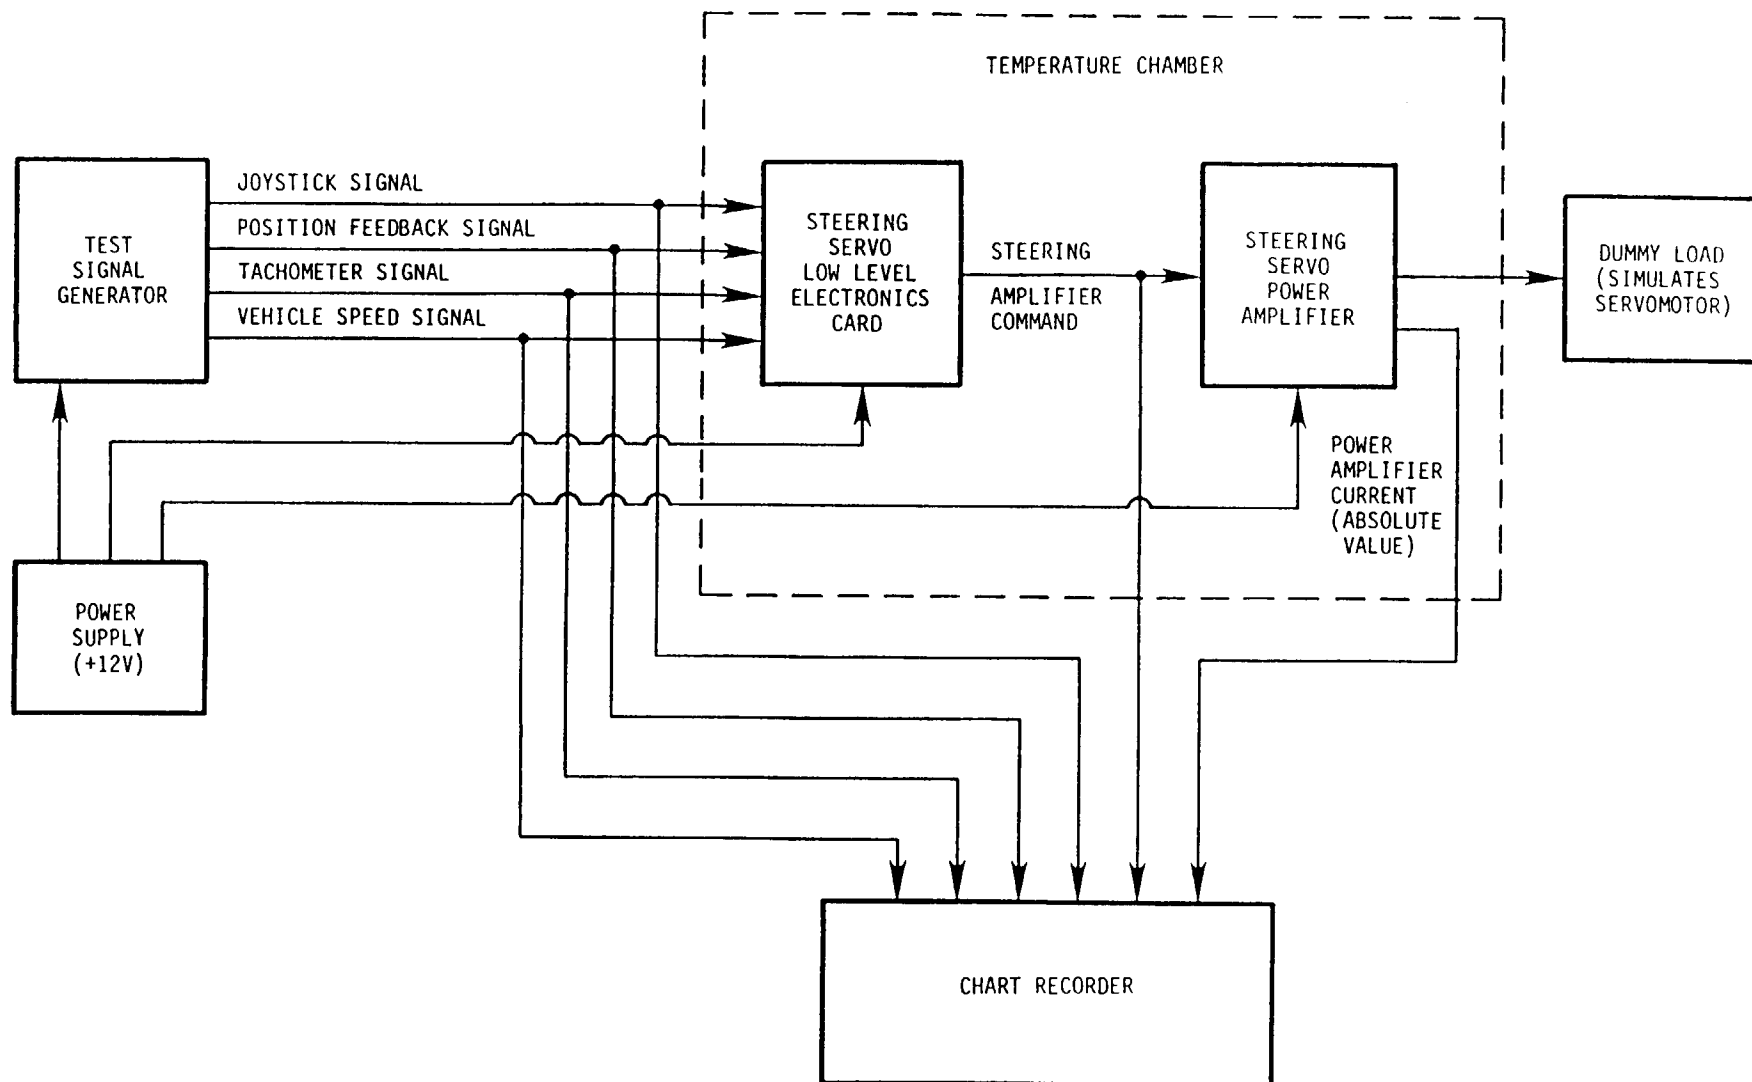 TEMPERATURE CHAMBER
TEST
SIGNAL
GENERATOR
JOYSTICK SIGNAL
POSITION FEEDBACK SIGNAL
TACHOMETER SIGNAL
VEHICLE SPEED SIGNAL
STEERING
SERVO
LOW LEVEL
ELECTRONICS
CARD
STEERING
AMPLIFIER
COMMAND
STEERING
SERVO
POWER
AMPLIFIER
DUMMY LOAD
(SIMULATES
SERVOMOTOR)
POWER
AMPLIFIER
CURRENT
(ABSOLUTE
VALUE)
POWER
SUPPLY
(+12V)
CHART RECORDER